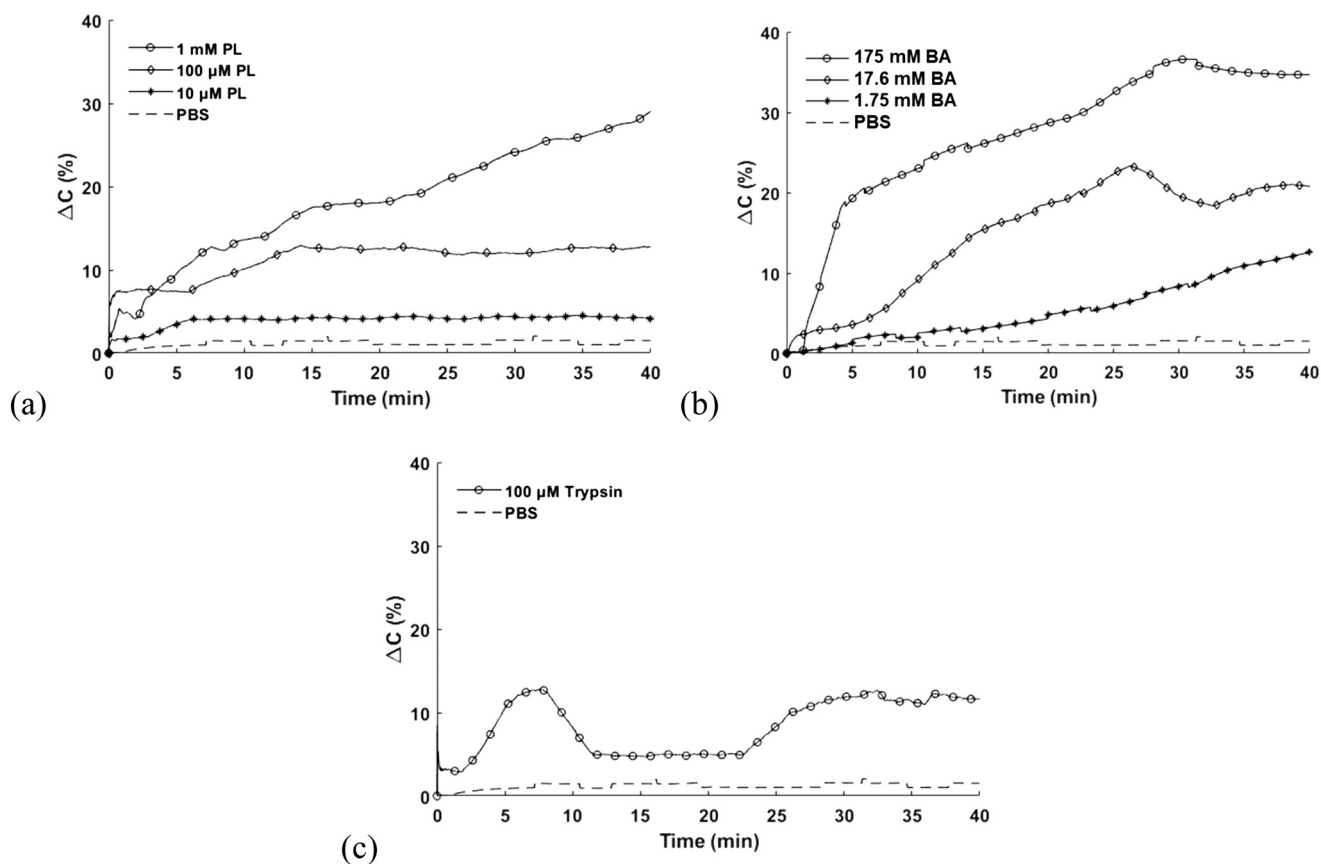 40
30
20
10
0
ΔC (%)
1 mM PL
100 μM PL
10 μM PL
PBS
0 5 10 15 20 25 30 35 40
Time (min)
(a)
40
30
20
10
0
ΔC (%)
175 mM BA
17.6 mM BA
1.75 mM BA
PBS
0 5 10 15 20 25 30 35 40
Time (min)
(b)
40
30
20
10
0
ΔC (%)
100 μM Trypsin
PBS
0 5 10 15 20 25 30 35 40
Time (min)
(c)